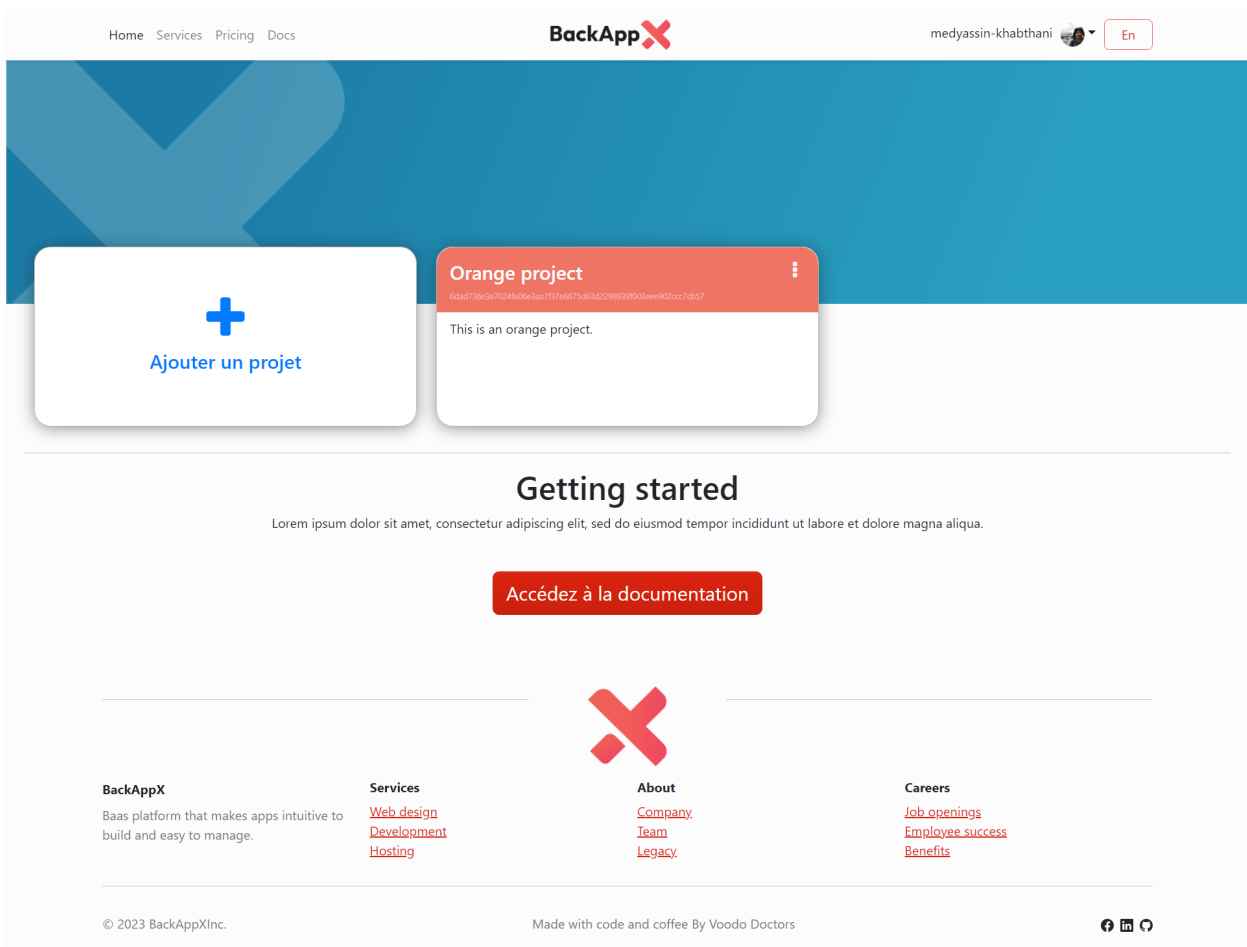 Home Services Pricing Docs
BackAppX
medyassin-khabthani
En
Ajouter un projet
Orange project
6dad736e3e7024fe06e3aa7f37e6675d63d2298939f003eee902ccc7cb57
This is an orange project.
Getting started
Lorem ipsum dolor sit amet, consectetur adipiscing elit, sed do eiusmod tempor incididunt ut labore et dolore magna aliqua.
Accédez à la documentation
BackAppX
Baas platform that makes apps intuitive to
build and easy to manage.
Services
Web design
Development
Hosting
About
Company
Team
Legacy
Careers
Job openings
Employee success
Benefits
© 2023 BackAppXInc.
Made with code and coffee By Voodo Doctors